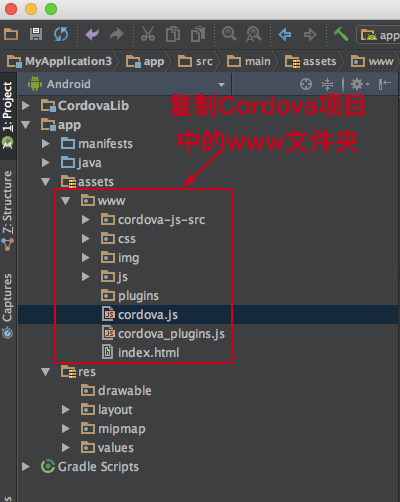 app
MyApplication3 app src main assets www
Android
1: Project
Z: Structure
Captures
CordovaLib
app
manifests
java
assets
www
cordova-js-src
css
img
js
plugins
cordova.js
cordova_plugins.js
index.html
res
drawable
layout
mipmap
values
Gradle Scripts
复制Cordova项目
中的www文件夹